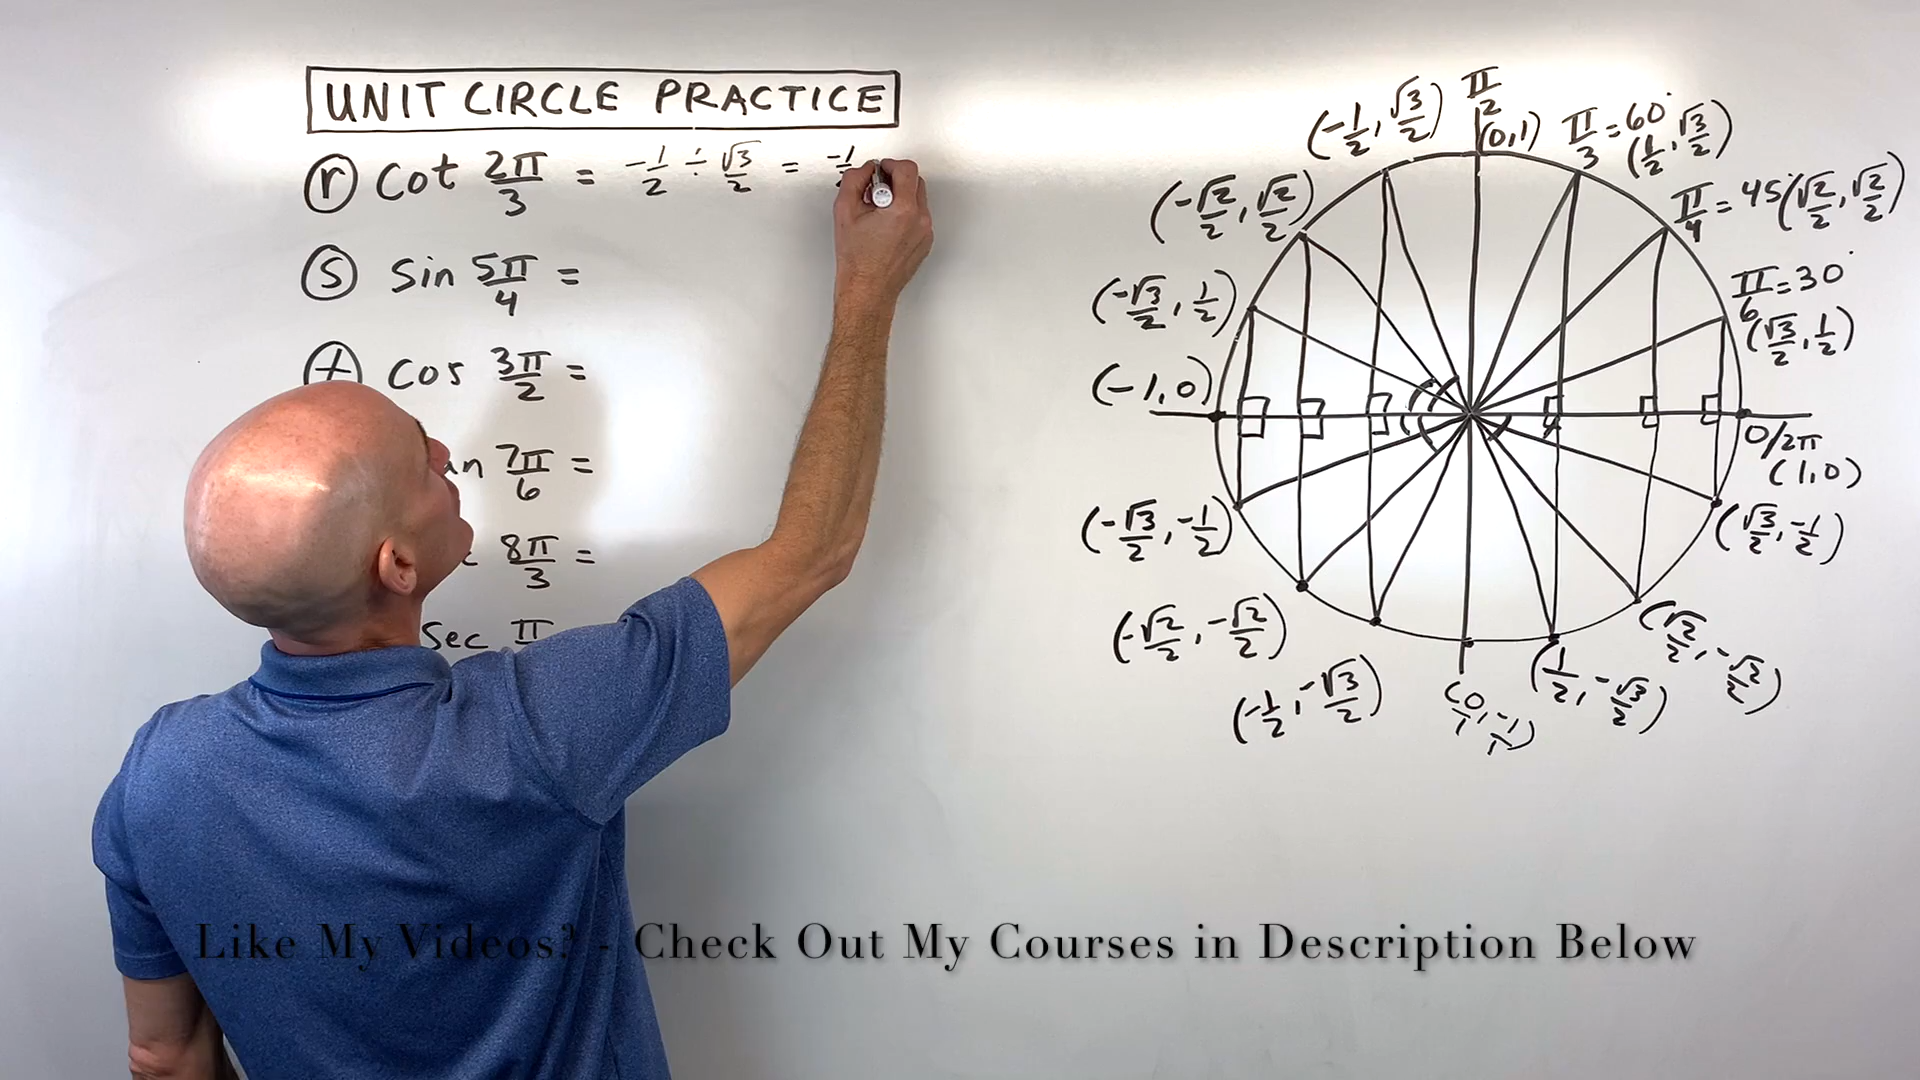 UNIT CIRCLE PRACTICE
(r) cot 2π/3 = -1/2 ÷ √3/2 = -1/2
(s) sin 5π/4 =
(t) cos 3π/2 =
an 7π/6 =
8π/3 =
sec π
π/2
(0,1)
(-1/2, √3/2)
π/3 = 60°
(1/2, √3/2)
(-√2/2, √2/2)
π/4 = 45° (√2/2, √2/2)
(-√3/2, 1/2)
π/6 = 30°
(√3/2, 1/2)
(-1,0)
0/2π
(1,0)
(-√3/2, -1/2)
(√3/2, -1/2)
(-√2/2, -√2/2)
(√2/2, -√2/2)
(-1/2, -√3/2)
(0/1, -1/1)
(1/2, -√3/2)
Like My Videos? - Check Out My Courses in Description Below